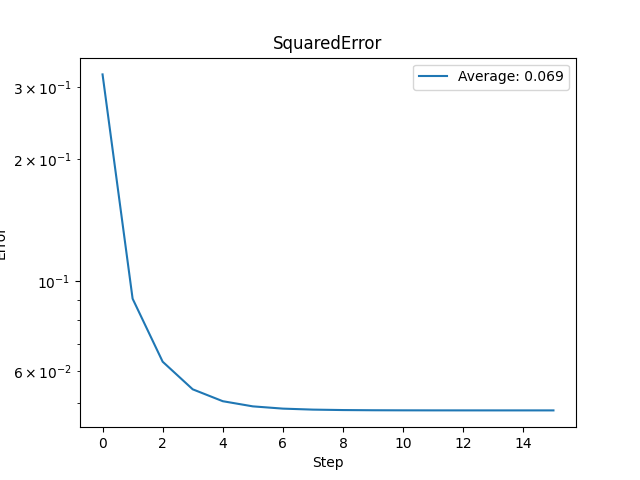 SquaredError
Average: 0.069
3 × 10⁻¹
2 × 10⁻¹
10⁻¹
6 × 10⁻²
Error
0 2 4 6 8 10 12 14
Step